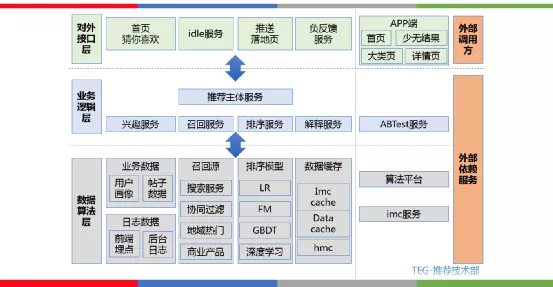 对外
接口
层
首页
猜你喜欢
idle服务
推送
落地页
负反馈
服务
APP端
首页
少无结果
大类页
详情页
外部
调用
方
业务
逻辑
层
推荐主体服务
兴趣服务
召回服务
排序服务
解释服务
ABTest服务
外部
依赖
服务
数据
算法
层
业务数据
用户
画像
帖子
数据
日志数据
前端
埋点
后台
日志
召回源
搜索服务
协同过滤
地域热门
商业产品
排序模型
LR
FM
GBDT
深度学习
数据缓存
Imc
cache
Data
cache
hmc
算法平台
imc服务
TEG-推荐技术部